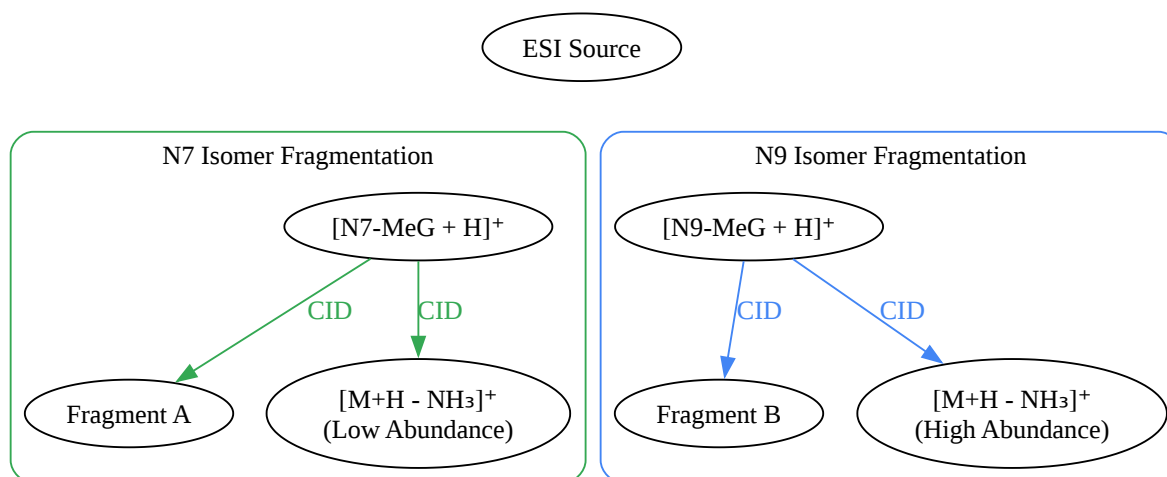 ESI Source
N7 Isomer Fragmentation
N9 Isomer Fragmentation
[N7-MeG + H]⁺
[N9-MeG + H]⁺
CID
CID
CID
CID
Fragment A
[M+H - NH₃]⁺
(Low Abundance)
Fragment B
[M+H - NH₃]⁺
(High Abundance)